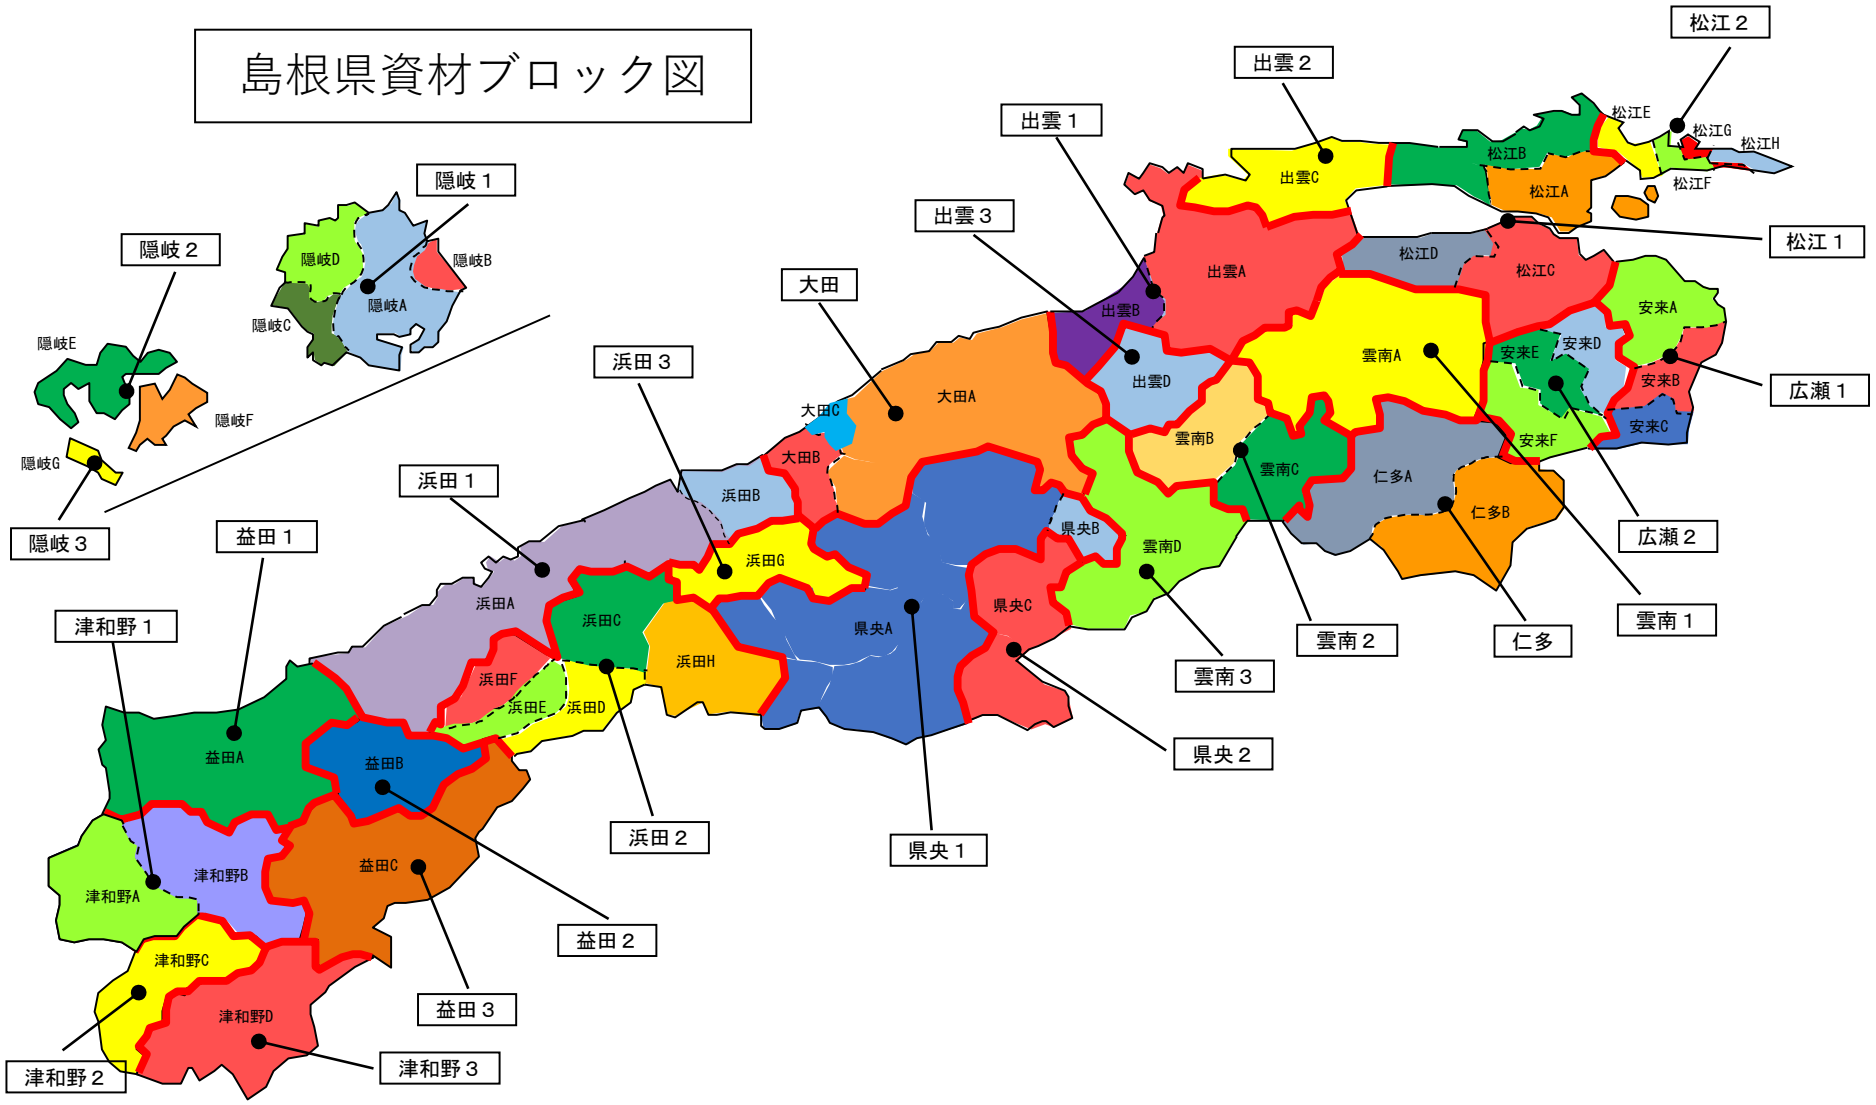 島根県資材ブロック図
松江２
出雲２
出雲１
松江E
松江G
松江H
松江B
松江F
松江A
出雲C
隠岐１
出雲３
松江１
隠岐２
隠岐D
隠岐B
隠岐A
隠岐C
大田
出雲A
松江D
松江C
出雲B
安来A
隠岐E
浜田３
雲南A
安来E
安来D
出雲D
安来B
広瀬１
大田A
大田C
隠岐F
安来C
雲南B
安来F
大田B
雲南C
隠岐G
仁多A
浜田１
浜田B
仁多B
県央B
隠岐３
益田１
雲南D
広瀬２
浜田G
浜田A
県央C
津和野１
浜田C
県央A
雲南２
仁多
雲南１
浜田H
浜田F
雲南３
浜田E
浜田D
益田A
益田B
県央２
浜田２
県央１
益田C
津和野B
津和野A
益田２
津和野C
益田３
津和野D
津和野２
津和野３